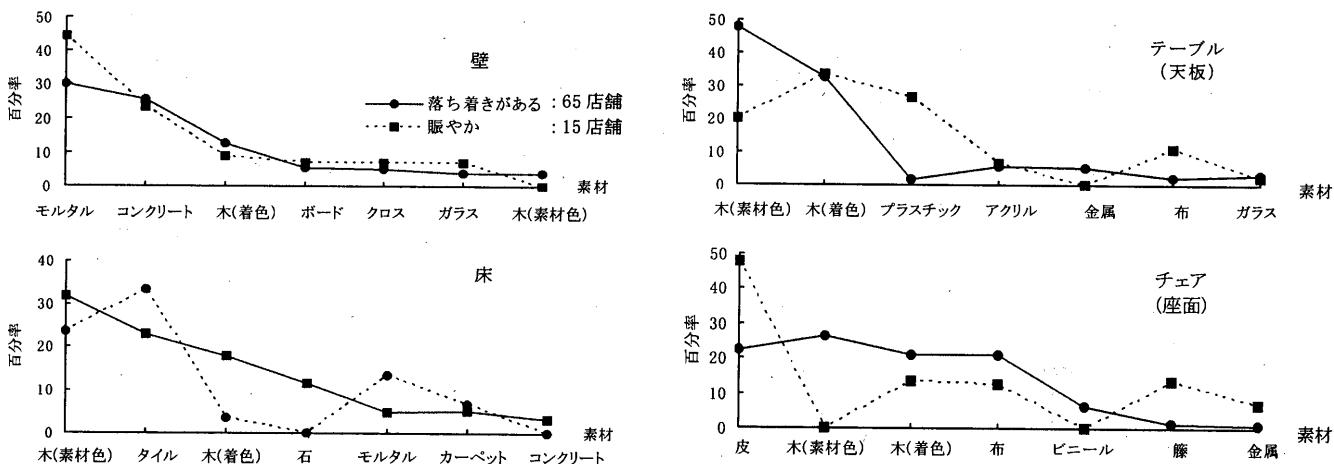 50
40
30
20
10
0
百分率
壁
落ち着きがある : 65 店舗
賑やか : 15 店舗
素材
モルタル コンクリート 木(着色) ボード クロス ガラス 木(素材色)
50
40
30
20
10
0
百分率
テーブル
(天板)
素材
木(素材色) 木(着色) プラスチック アクリル 金属 布 ガラス
40
30
20
10
0
百分率
床
素材
木(素材色) タイル 木(着色) 石 モルタル カーペット コンクリート
50
40
30
20
10
0
百分率
チェア
(座面)
素材
皮 木(素材色) 木(着色) 布 ビニール 籐 金属